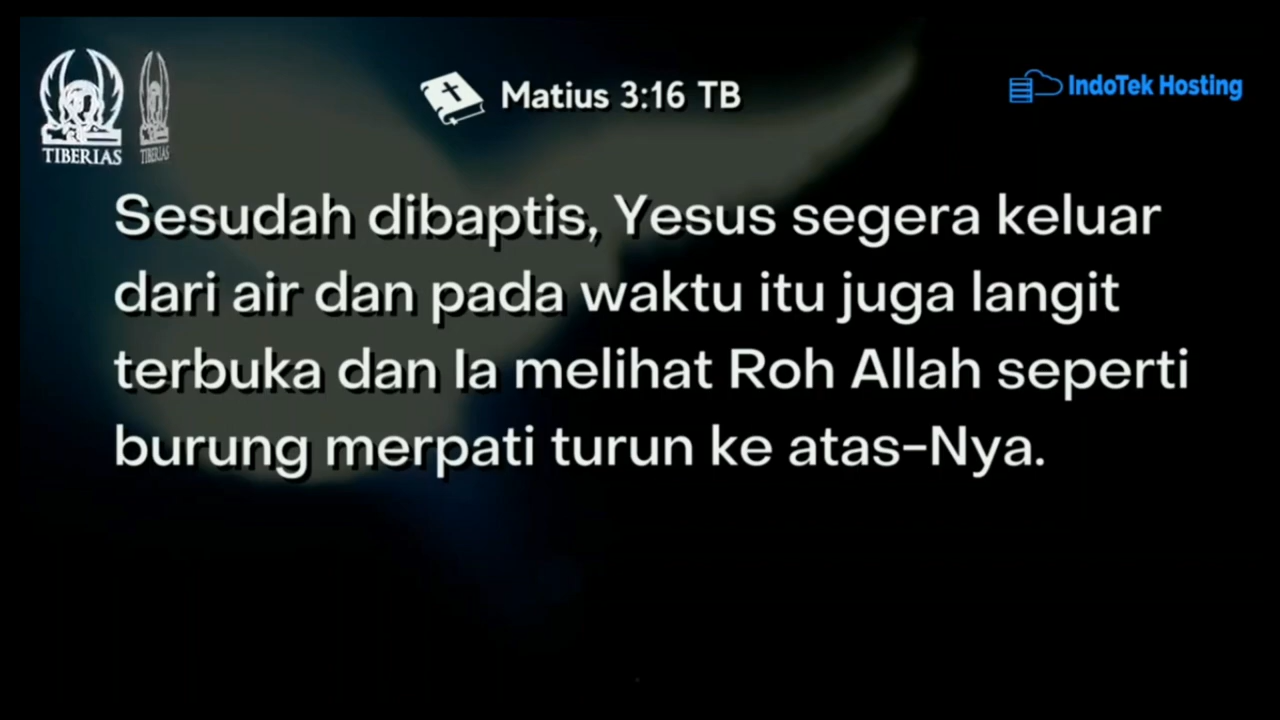 TIBERIAS
TIBERIAS
Matius 3:16 TB
IndoTek Hosting
Sesudah dibaptis, Yesus segera keluar
dari air dan pada waktu itu juga langit
terbuka dan Ia melihat Roh Allah seperti
burung merpati turun ke atas-Nya.